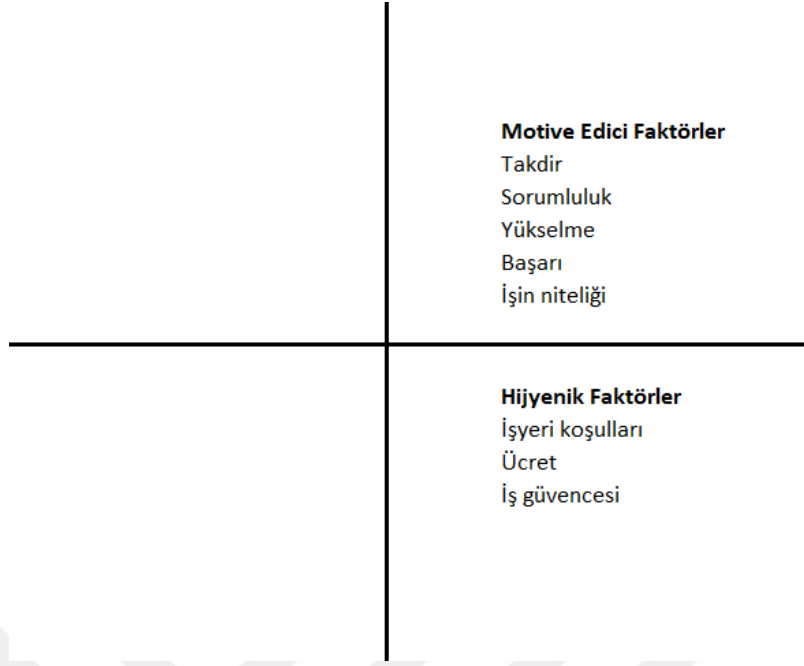 Motive Edici Faktörler
Takdir
Sorumluluk
Yükselme
Başarı
İşin niteliği
Hijyenik Faktörler
İşyeri koşulları
Ücret
İş güvencesi